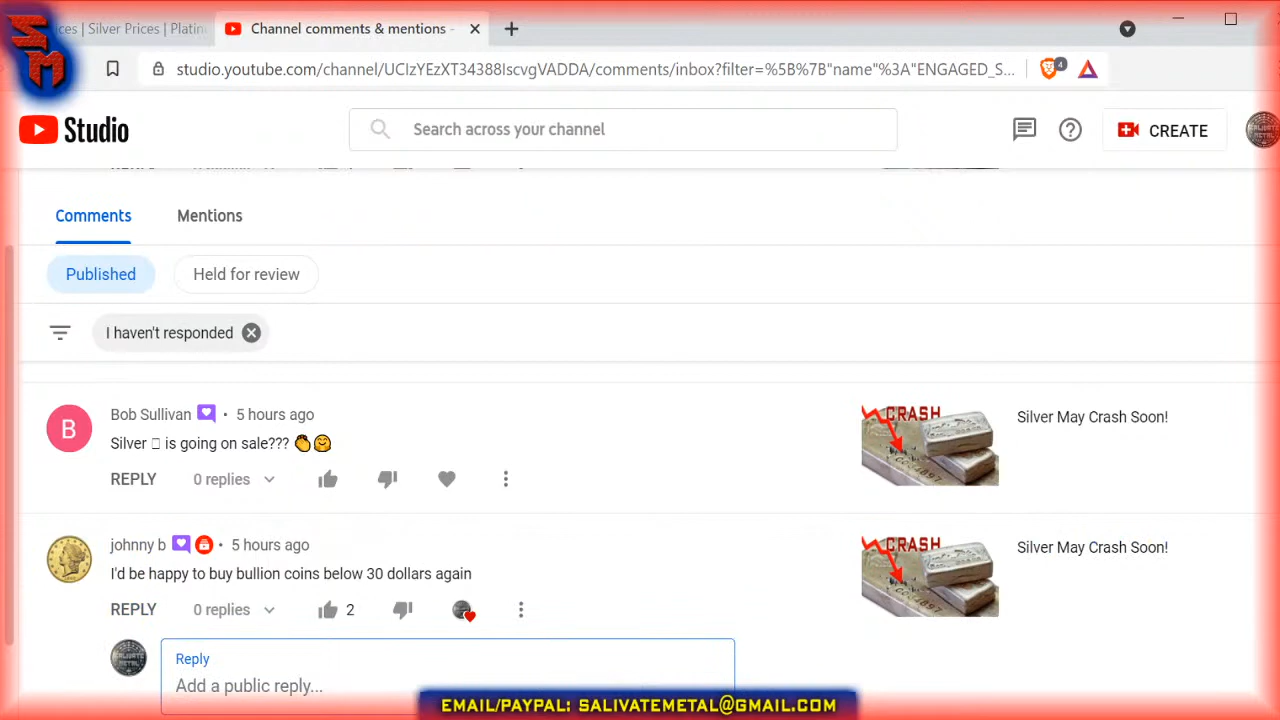 SM
ices | Silver Prices | Platin
Channel comments & mentions -
studio.youtube.com/channel/UCIzYEzXT34388IscvgVADDA/comments/inbox?filter=%5B%7B"name"%3A"ENGAGED_S...
4
Studio
Search across your channel
CREATE
Comments
Mentions
Published
Held for review
I haven't responded
B
Bob Sullivan • 5 hours ago
Silver is going on sale???
REPLY 0 replies
CRASH
Silver May Crash Soon!
johnny b • 5 hours ago
I'd be happy to buy bullion coins below 30 dollars again
REPLY 0 replies 2
CRASH
Silver May Crash Soon!
Reply
Add a public reply...
EMAIL/PAYPAL: SALIVATEMETAL@GMAIL.COM